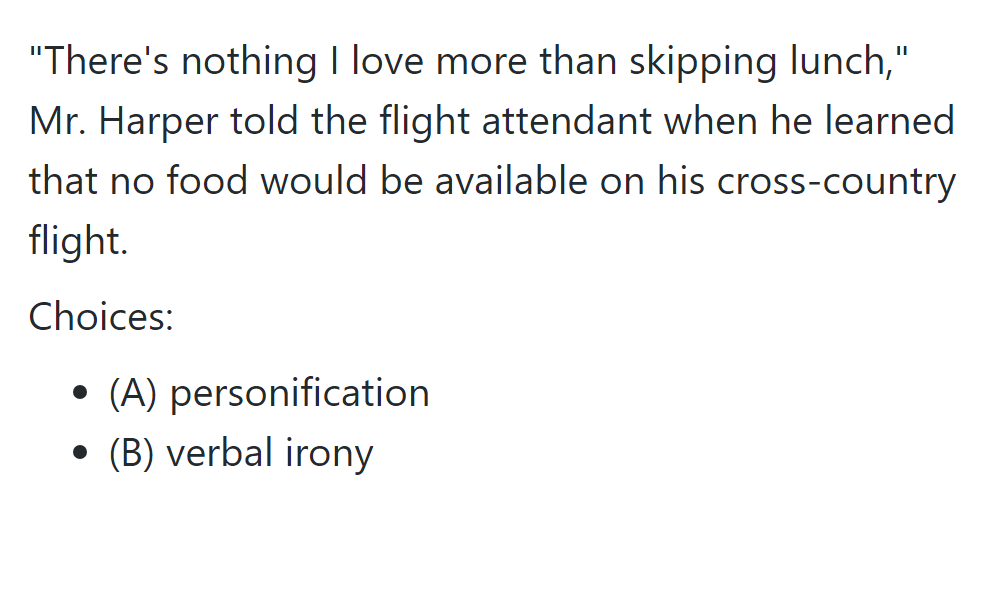 "There's nothing I love more than skipping lunch,"
Mr. Harper told the flight attendant when he learned
that no food would be available on his cross-country
flight.
Choices:
• (A) personification
• (B) verbal irony